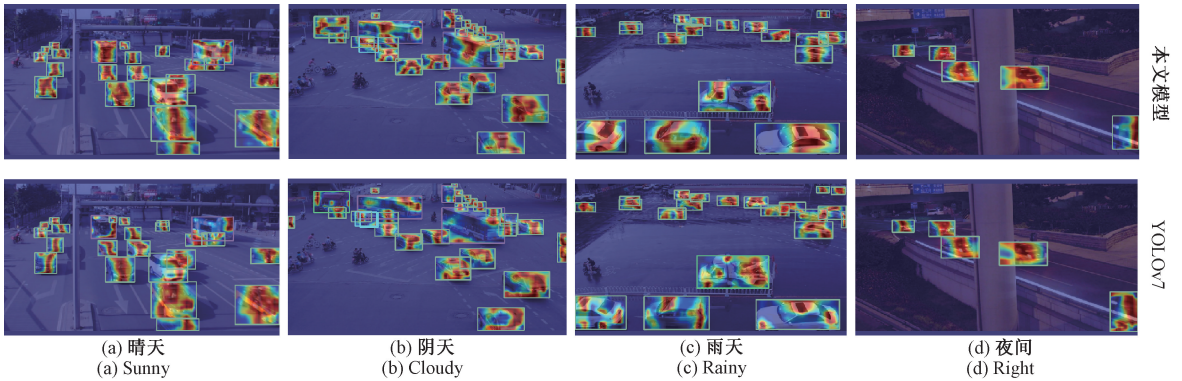 本文模型
YOLOv7
(a) 晴天
(a) Sunny
(b) 阴天
(b) Cloudy
(c) 雨天
(c) Rainy
(d) 夜间
(d) Right